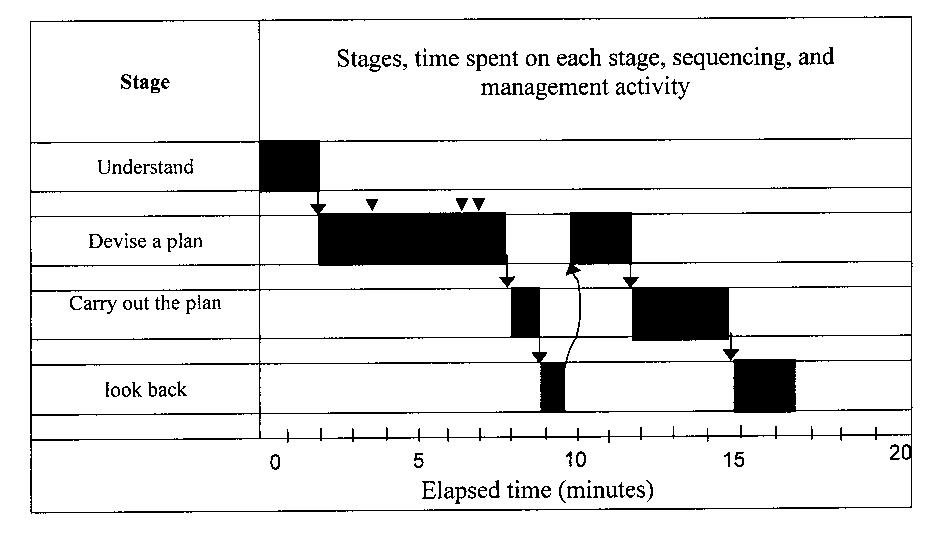 Stage
Stages, time spent on each stage, sequencing, and
management activity
Understand
Devise a plan
Carry out the plan
look back
0 5 10 15 20
Elapsed time (minutes)